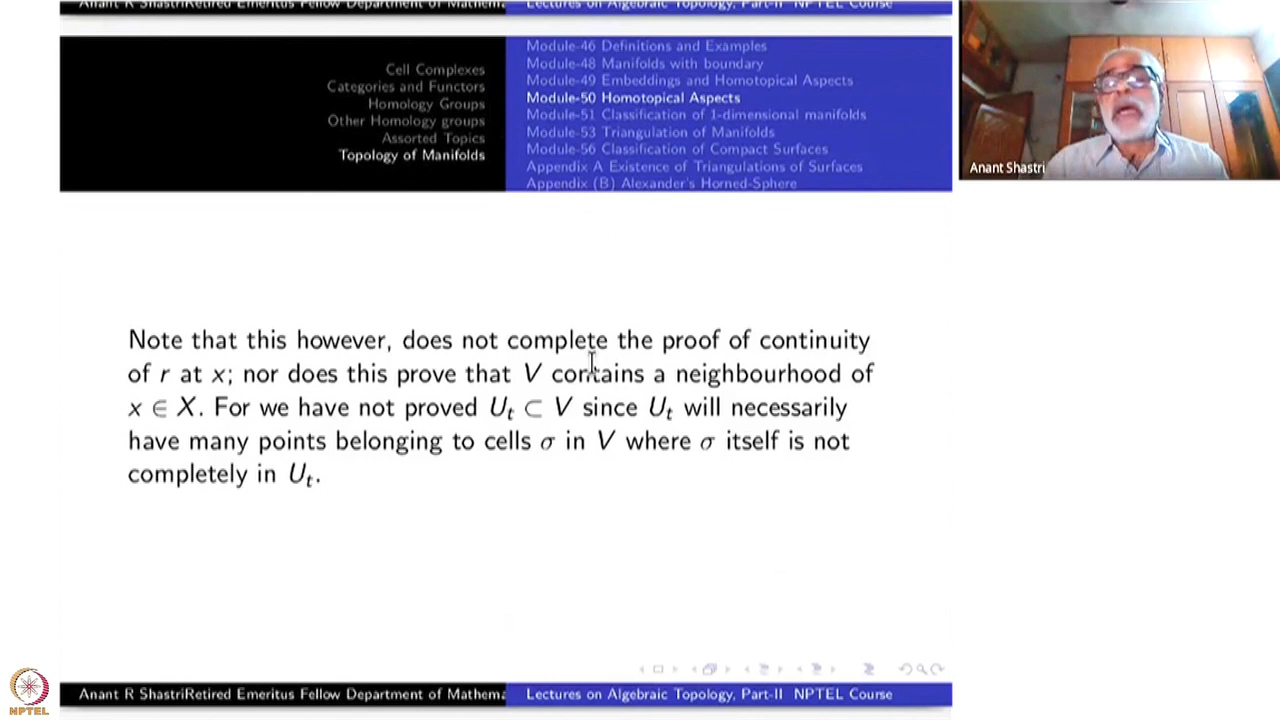 Anant R ShastriRetired Emeritus Fellow Department of Mathema
Lectures on Algebraic Topology, Part-II NPTEL Course
Cell Complexes
Categories and Functors
Homology Groups
Other Homology groups
Assorted Topics
Topology of Manifolds
Module-46 Definitions and Examples
Module-48 Manifolds with boundary
Module-49 Embeddings and Homotopical Aspects
Module-50 Homotopical Aspects
Module-51 Classification of 1-dimensional manifolds
Module-53 Triangulation of Manifolds
Module-56 Classification of Compact Surfaces
Appendix A Existence of Triangulations of Surfaces
Appendix (B) Alexander's Horned-Sphere
Anant Shastri
Note that this however, does not complete the proof of continuity
of r at x; nor does this prove that V contains a neighbourhood of
x ∈ X. For we have not proved U_t ⊂ V since U_t will necessarily
have many points belonging to cells σ in V where σ itself is not
completely in U_t.
Anant R ShastriRetired Emeritus Fellow Department of Mathema
Lectures on Algebraic Topology, Part-II NPTEL Course
NPTEL